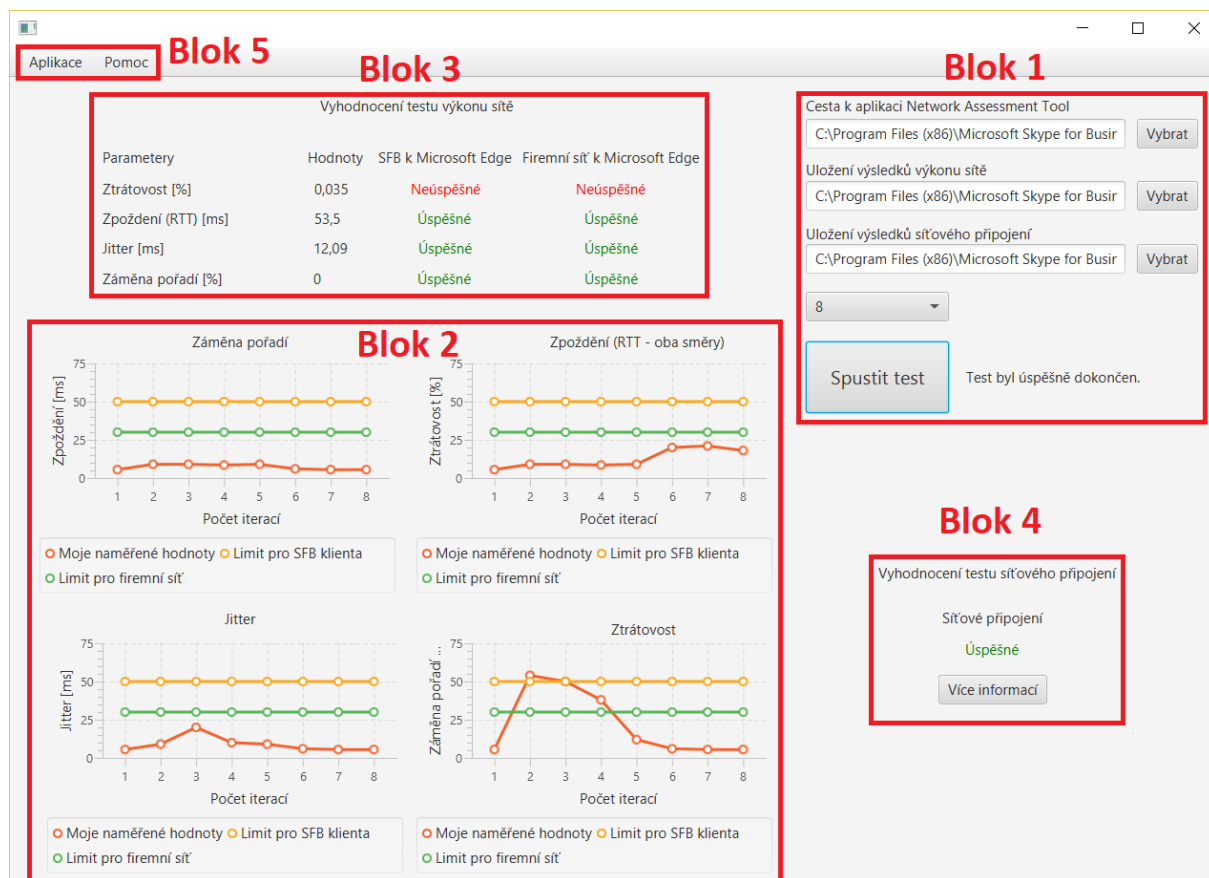 Blok 5
Aplikace Pomoc
Blok 3
Vyhodnocení testu výkonu sítě
Parametery Hodnoty SFB k Microsoft Edge Firemní síť k Microsoft Edge
Ztrátovost [%] 0,035 Neúspěšné Neúspěšné
Zpoždění (RTT) [ms] 53,5 Úspěšné Úspěšné
Jitter [ms] 12,09 Úspěšné Úspěšné
Záměna pořadí [%] 0 Úspěšné Úspěšné
Blok 1
Cesta k aplikaci Network Assessment Tool
C:\Program Files (x86)\Microsoft Skype for Busir Vybrat
Uložení výsledků výkonu sítě
C:\Program Files (x86)\Microsoft Skype for Busir Vybrat
Uložení výsledků síťového připojení
C:\Program Files (x86)\Microsoft Skype for Busir Vybrat
8
Spustit test Test byl úspěšně dokončen.
Blok 2
Záměna pořadí
Zpoždění [ms]
75
50
25
0
1 2 3 4 5 6 7 8
Počet iterací
Moje naměřené hodnoty Limit pro SFB klienta
Limit pro firemní síť
Zpoždění (RTT - oba směry)
Ztrátovost [%]
75
50
25
0
1 2 3 4 5 6 7 8
Počet iterací
Moje naměřené hodnoty Limit pro SFB klienta
Limit pro firemní síť
Jitter
Jitter [ms]
75
50
25
0
1 2 3 4 5 6 7 8
Počet iterací
Moje naměřené hodnoty Limit pro SFB klienta
Limit pro firemní síť
Ztrátovost
Záměna pořadí ...
75
50
25
0
1 2 3 4 5 6 7 8
Počet iterací
Moje naměřené hodnoty Limit pro SFB klienta
Limit pro firemní síť
Blok 4
Vyhodnocení testu síťového připojení
Síťové připojení
Úspěšné
Více informací